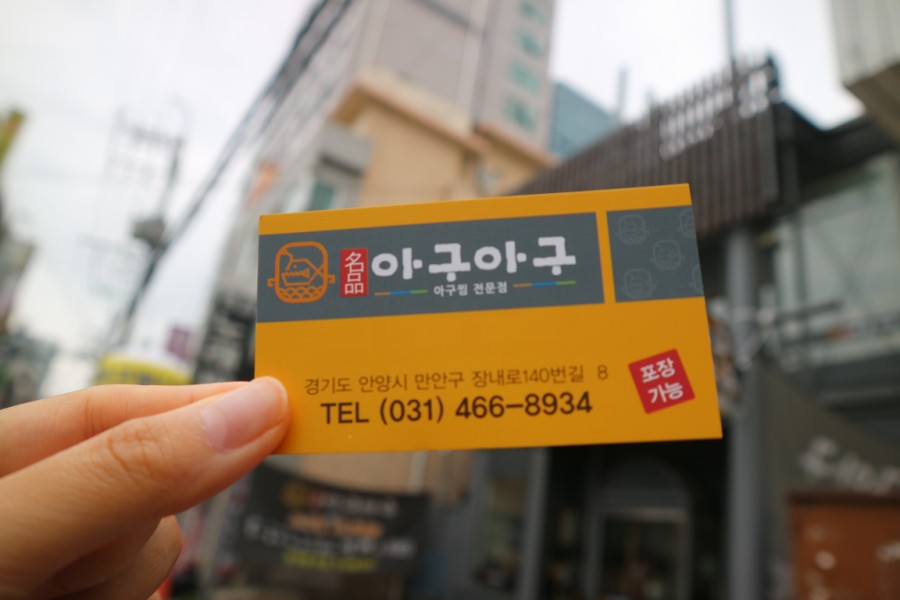 名品 아구아구
아구찜 전문점
경기도 안양시 만안구 장내로140번길 8
TEL (031) 466-8934
포장
가능